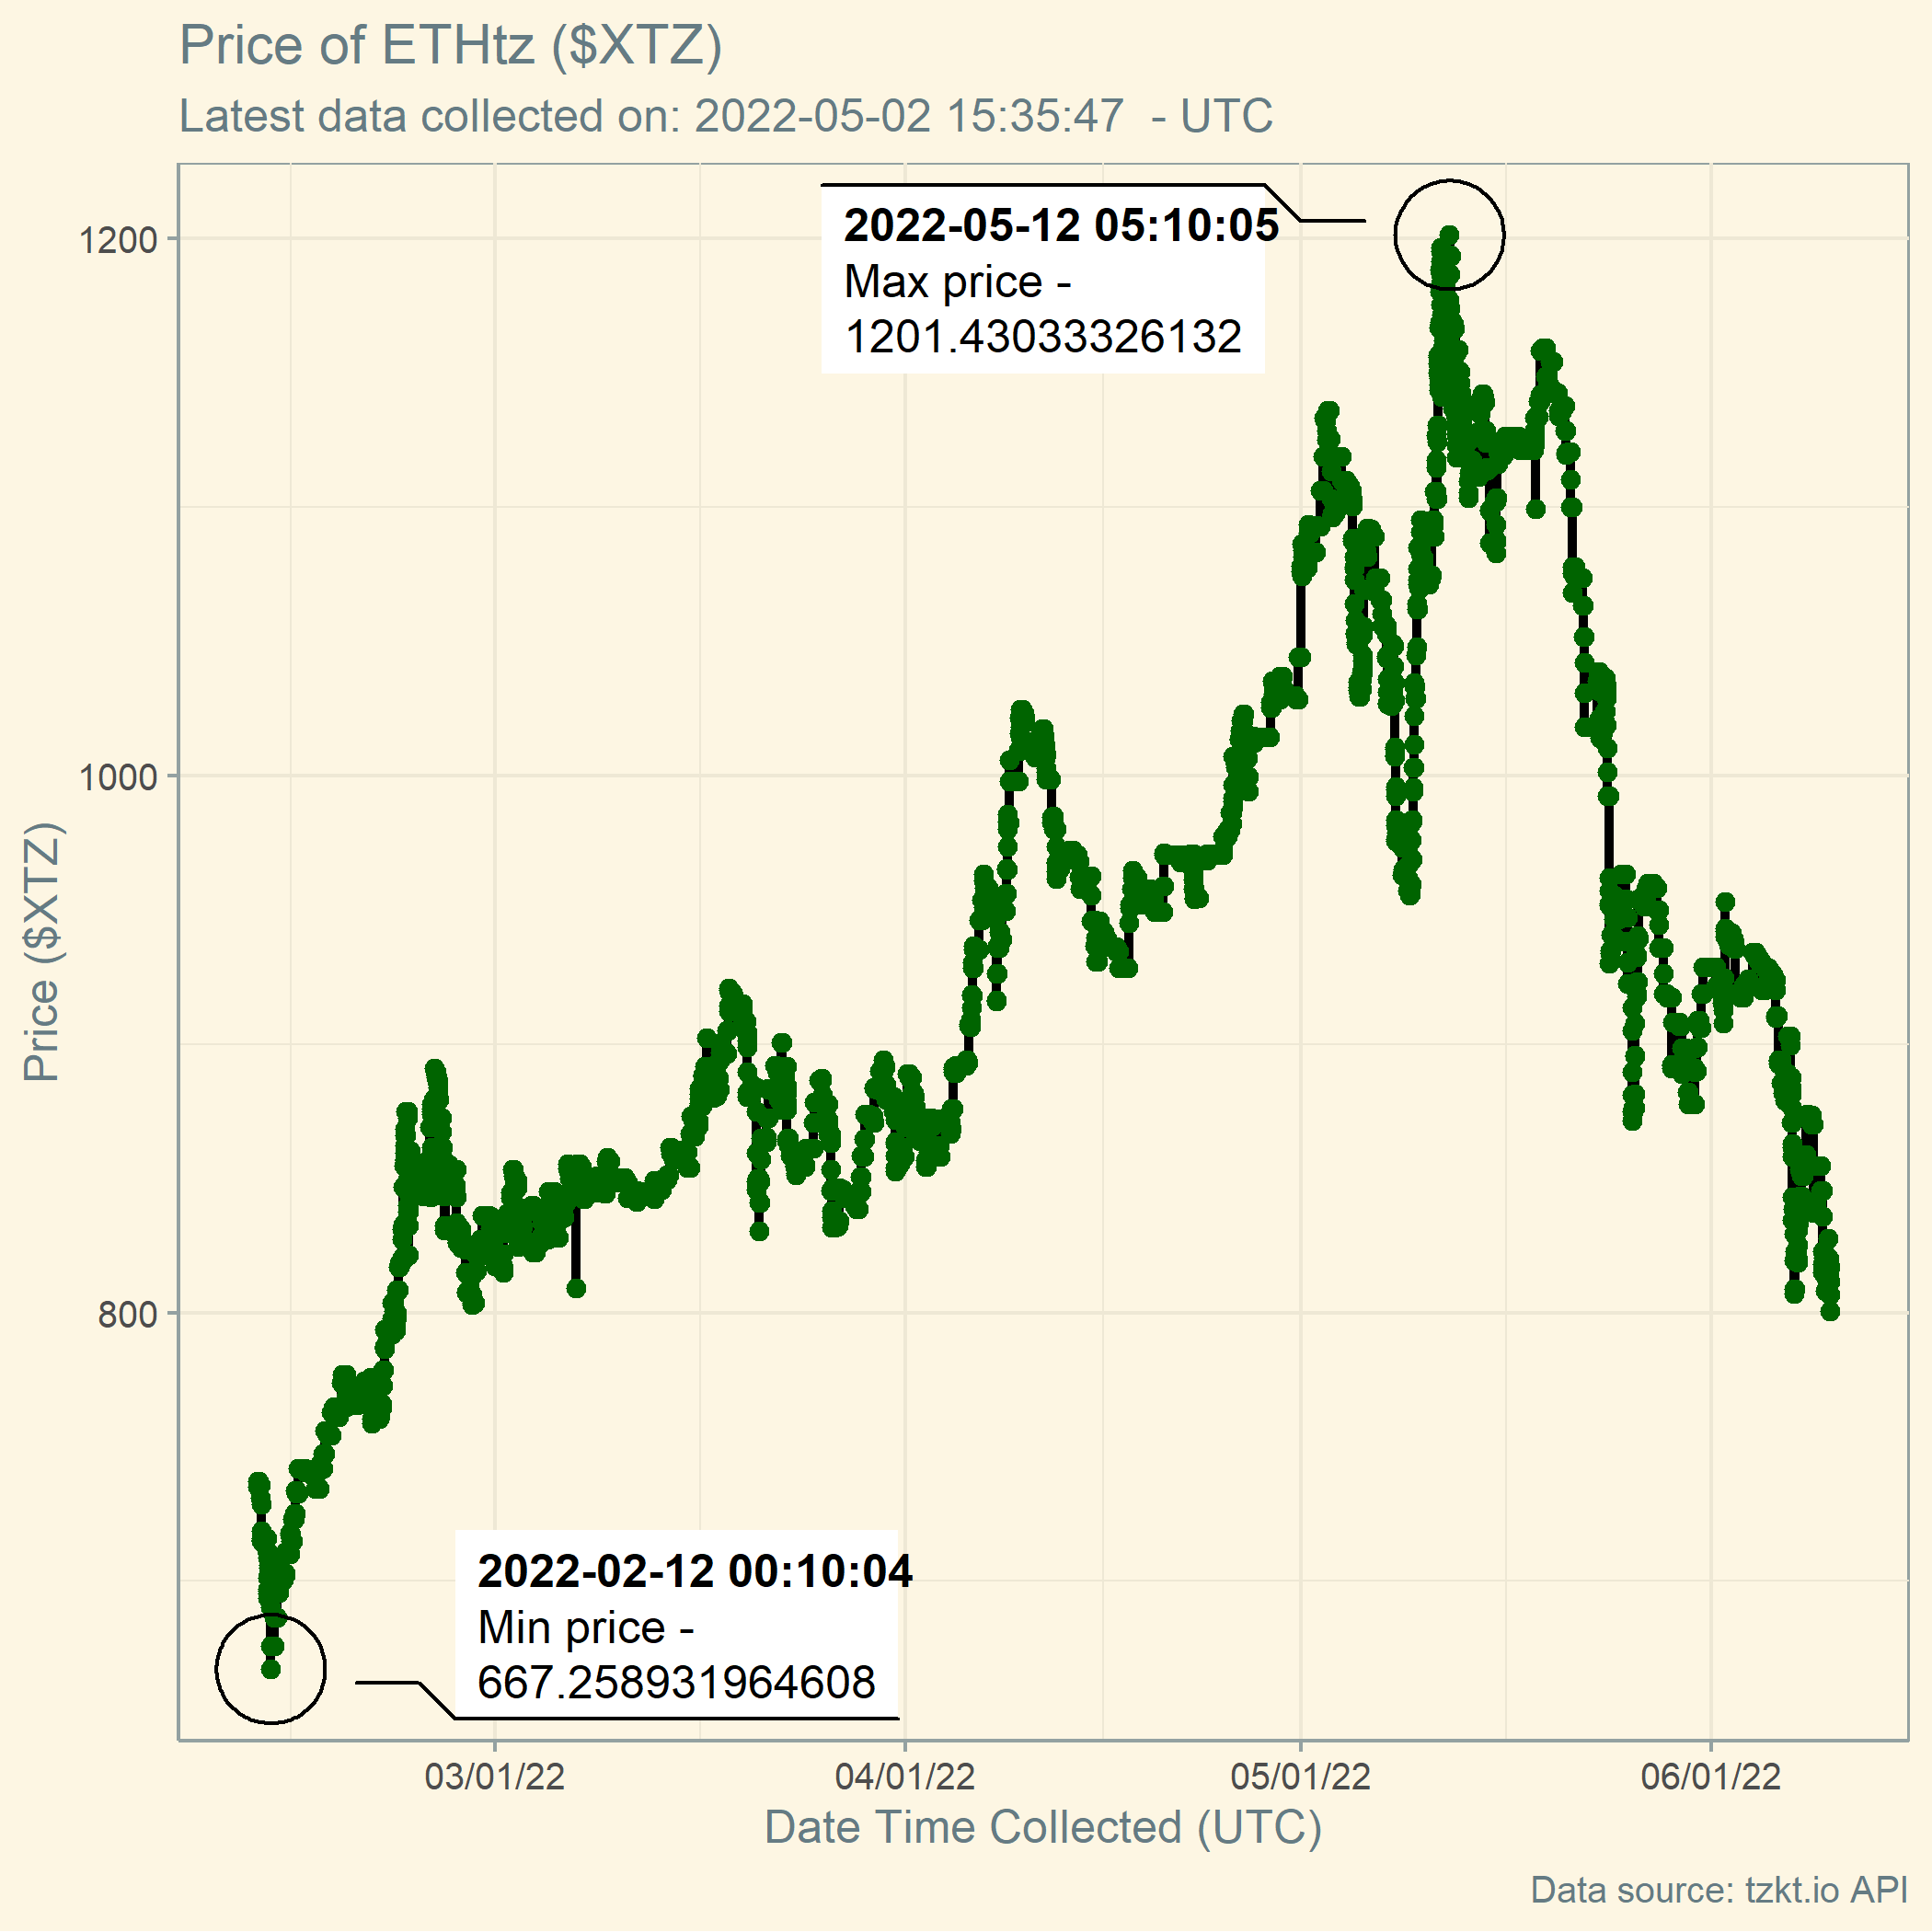 Price of ETHtz ($XTZ)
Latest data collected on: 2022-05-02 15:35:47  - UTC
2022-05-12 05:10:05
Max price -
1201.43033326132
1200
1000
800
Price ($XTZ)
2022-02-12 00:10:04
Min price -
667.258931964608
03/01/22
04/01/22
05/01/22
06/01/22
Date Time Collected (UTC)
Data source: tzkt.io API